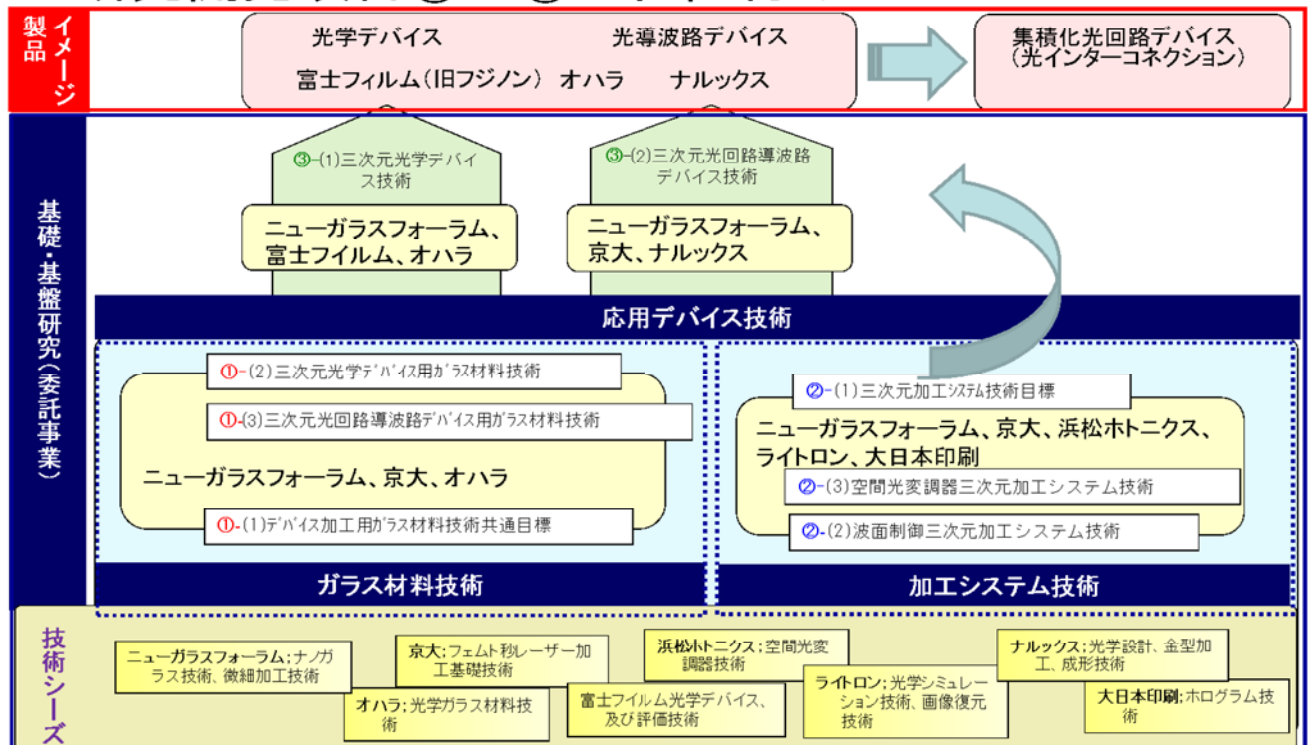 製品イメージ
光学デバイス
光導波路デバイス
富士フィルム(旧フジノン) オハラ ナルックス
集積化光回路デバイス
(光インターコネクション)
基礎・基盤研究(委託事業)
③-(1)三次元光学デバイ
ス技術
③-(2)三次元光回路導波路
デバイス技術
ニューガラスフォーラム、
富士フイルム、オハラ
ニューガラスフォーラム、
京大、ナルックス
応用デバイス技術
①-(2)三次元光学デバイス用ガラス材料技術
①-(3)三次元光回路導波路デバイス用ガラス材料技術
ニューガラスフォーラム、京大、オハラ
①-(1)デバイス加工用ガラス材料技術共通目標
ガラス材料技術
②-(1)三次元加工システム技術目標
ニューガラスフォーラム、京大、浜松ホトニクス、
ライトロン、大日本印刷
②-(3)空間光変調器三次元加工システム技術
②-(2)波面制御三次元加工システム技術
加工システム技術
技術シーズ
ニューガラスフォーラム;ナノガ
ラス技術、微細加工技術
京大;フェムト秒レーザー加
工基礎技術
浜松ホトニクス;空間光変
調器技術
ナルックス;光学設計、金型加
工、成形技術
オハラ;光学ガラス材料技
術
富士フイルム光学デバイス、
及び評価技術
ライトロン;光学シミュレー
ション技術、画像復元
技術
大日本印刷;ホログラム技
術